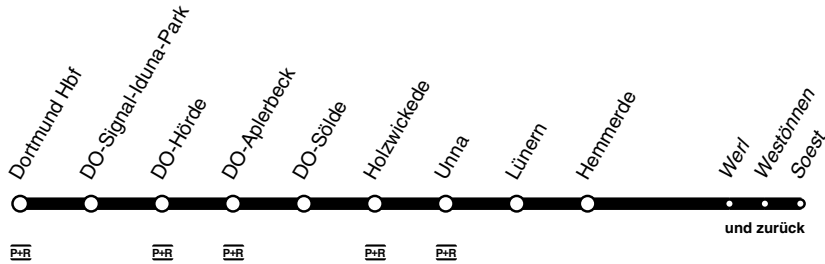 Dortmund Hbf
DO-Signal-Iduna-Park
DO-Hörde
DO-Aplerbeck
DO-Sölde
Holzwickede
Unna
Lünern
Hemmerde
Werl
Westönnen
Soest
und zurück
P+R
P+R
P+R
P+R
P+R